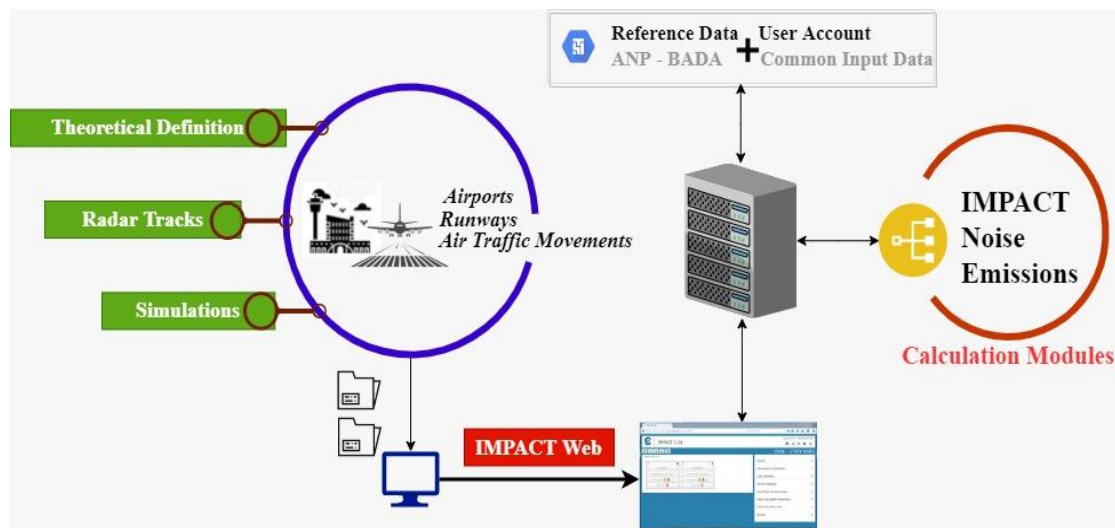 Reference Data
ANP - BADA
+
User Account
Common Input Data
Theoretical Definition
Radar Tracks
Simulations
Airports
Runways
Air Traffic Movements
IMPACT
Noise
Emissions
Calculation Modules
IMPACT Web